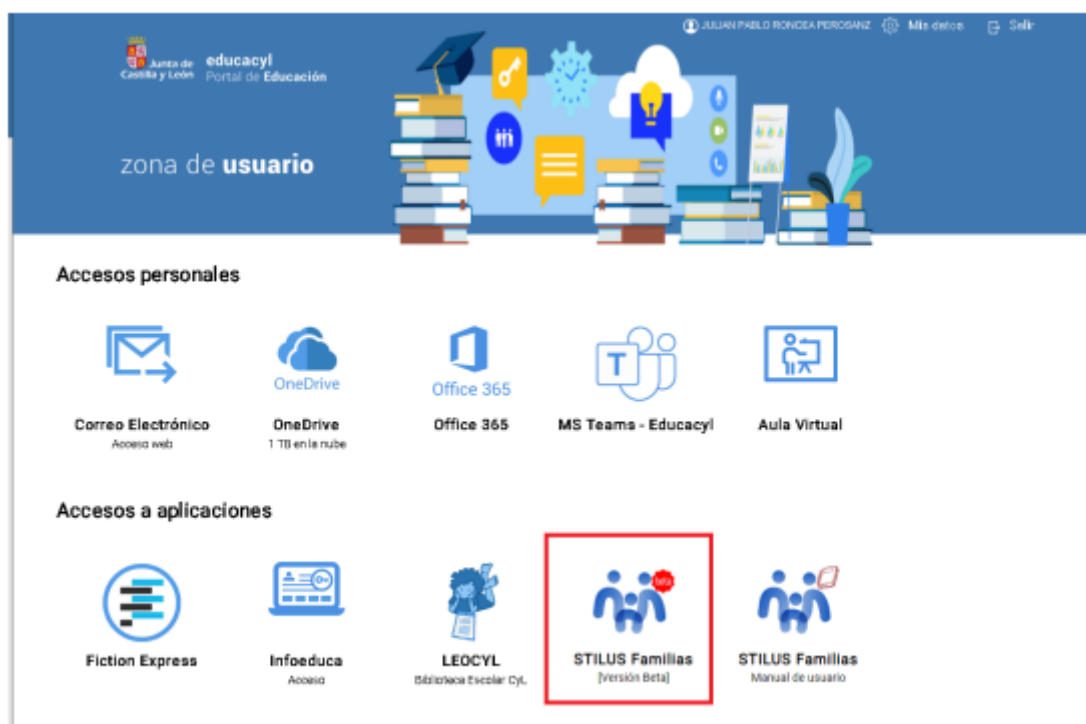 JULIAN PABLO RONCEA PEROSANZ Mis datos Salir
Junta de
Castilla y León
educacyl
Portal de Educación
zona de usuario
Accesos personales
OneDrive
Office 365
T
Correo Electrónico
Acceso web
OneDrive
1 TB en la nube
Office 365
MS Teams - Educacyl
Aula Virtual
Accesos a aplicaciones
beta
Fiction Express
Infoeduca
Acceso
LEOCYL
Biblioteca Escolar CyL
STILUS Familias
[Versión Beta]
STILUS Familias
Manual de usuario